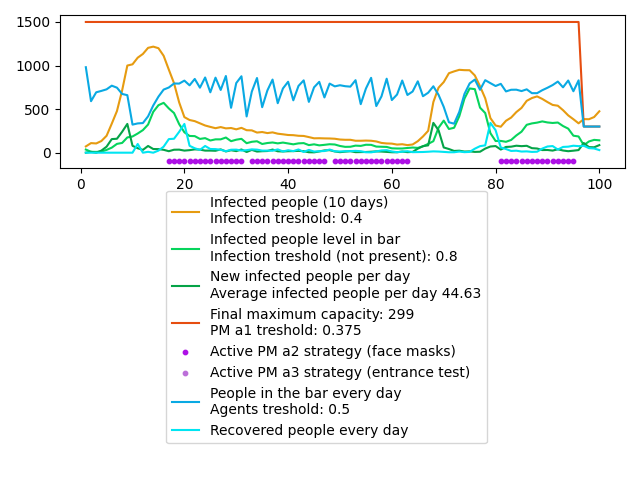 1500
1000
500
0
0 20 40 60 80 100
Infected people (10 days)
Infection treshold: 0.4
Infected people level in bar
Infection treshold (not present): 0.8
New infected people per day
Average infected people per day 44.63
Final maximum capacity: 299
PM a1 treshold: 0.375
Active PM a2 strategy (face masks)
Active PM a3 strategy (entrance test)
People in the bar every day
Agents treshold: 0.5
Recovered people every day